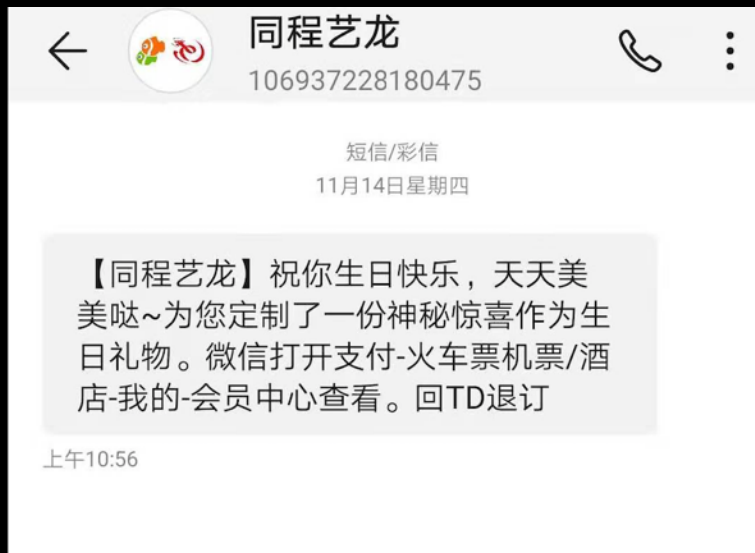 同程艺龙
106937228180475
短信/彩信
11月14日星期四
【同程艺龙】祝你生日快乐，天天美
美哒~为您定制了一份神秘惊喜作为生
日礼物。微信打开支付-火车票机票/酒
店-我的-会员中心查看。回TD退订
上午10:56